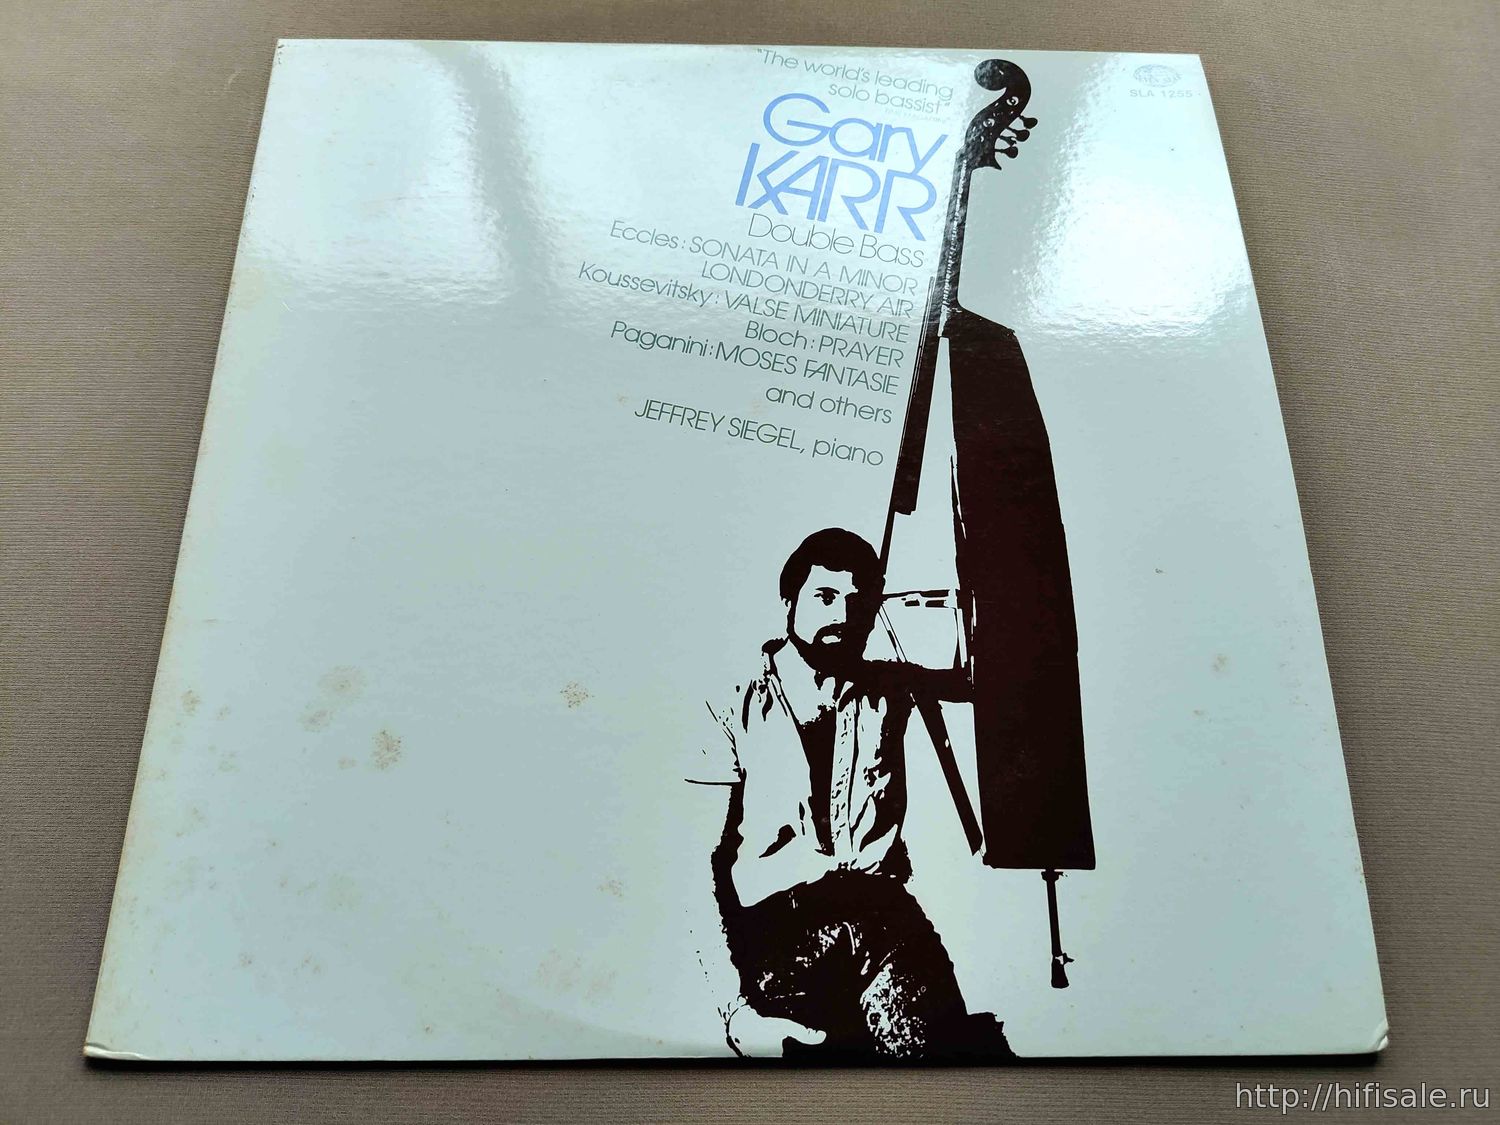 "The world's leading
solo bassist"
Gary
KARR
Double Bass
Eccles: SONATA IN A MINOR
LONDONDERRY AIR
Koussevitsky: VALSE MINIATURE
Bloch: PRAYER
Paganini: MOSES FANTASIE
and others
JEFFREY SIEGEL, piano
SLA 1255
http://hifisale.ru